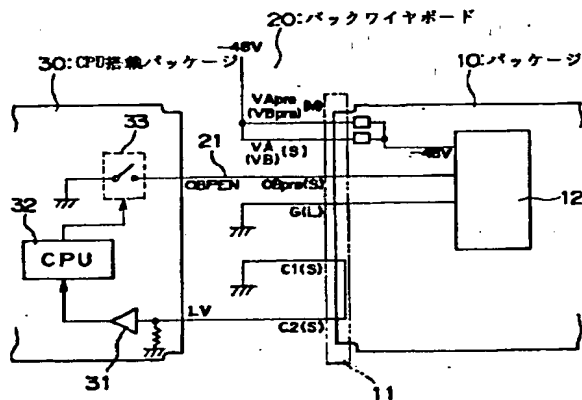 20:バックワイヤボード
30:CPU搭載パッケージ
-48V
10:パッケージ
VApre
(VBpre)
33
21
VA
(VB)(S)
-48V
OBPEN
OBpre(S)
32
G(L)
12
CPU
C1(S)
LV
C2(S)
31
11